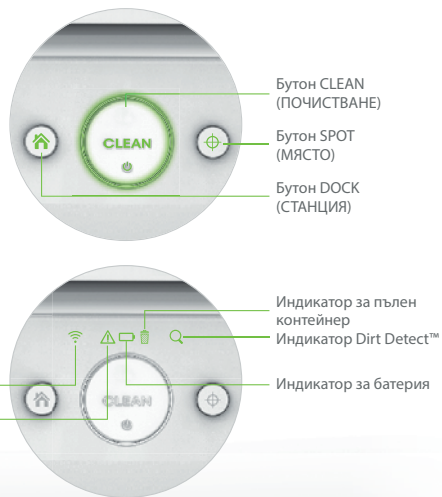 Бутон CLEAN
(ПОЧИСТВАНЕ)
CLEAN
Бутон SPOT
(МЯСТО)
Бутон DOCK
(СТАНЦИЯ)
Индикатор за пълен
контейнер
Индикатор Dirt Detect™
Индикатор за батерия
CLEAN